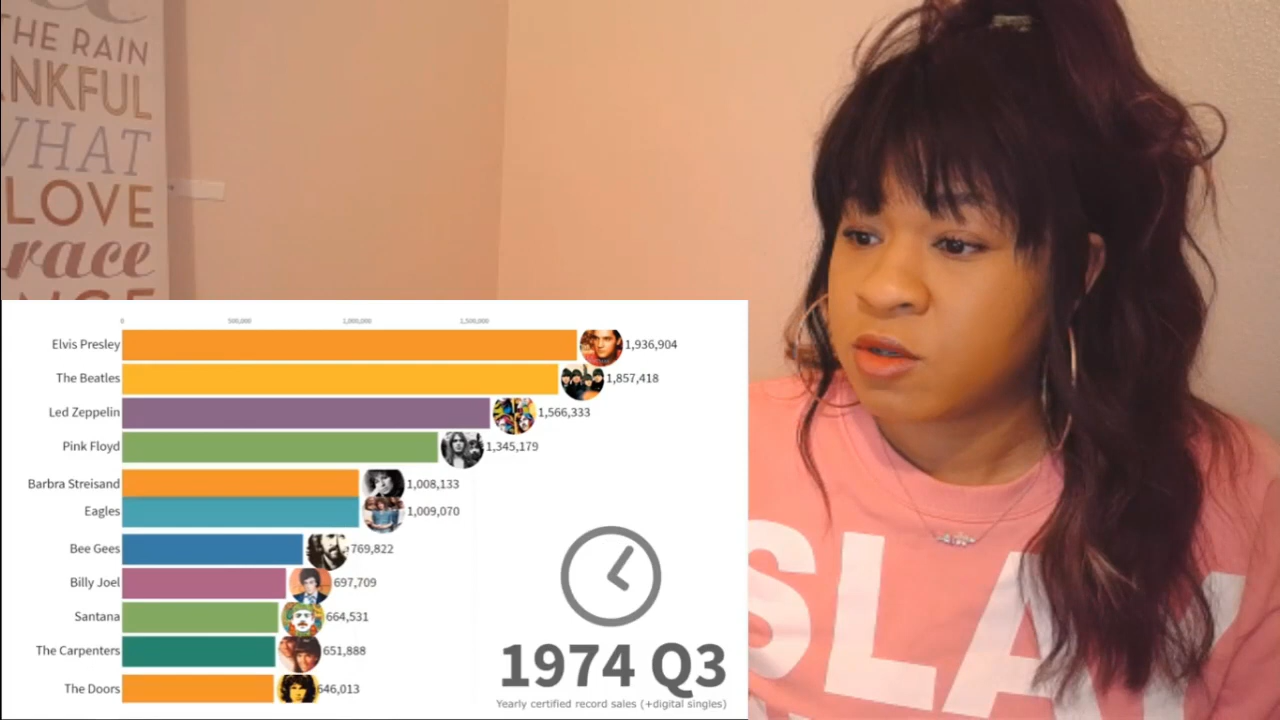 THE RAIN
ANKFUL
WHAT
LOVE
race
0 500,000 1,000,000 1,500,000
Elvis Presley 1,936,904
The Beatles 1,857,418
Led Zeppelin 1,566,333
Pink Floyd 1,345,179
Barbra Streisand 1,008,133
Eagles 1,009,070
Bee Gees 769,822
Billy Joel 697,709
Santana 664,531
The Carpenters 651,888
The Doors 646,013
1974 Q3
Yearly certified record sales (+digital singles)
SLAY